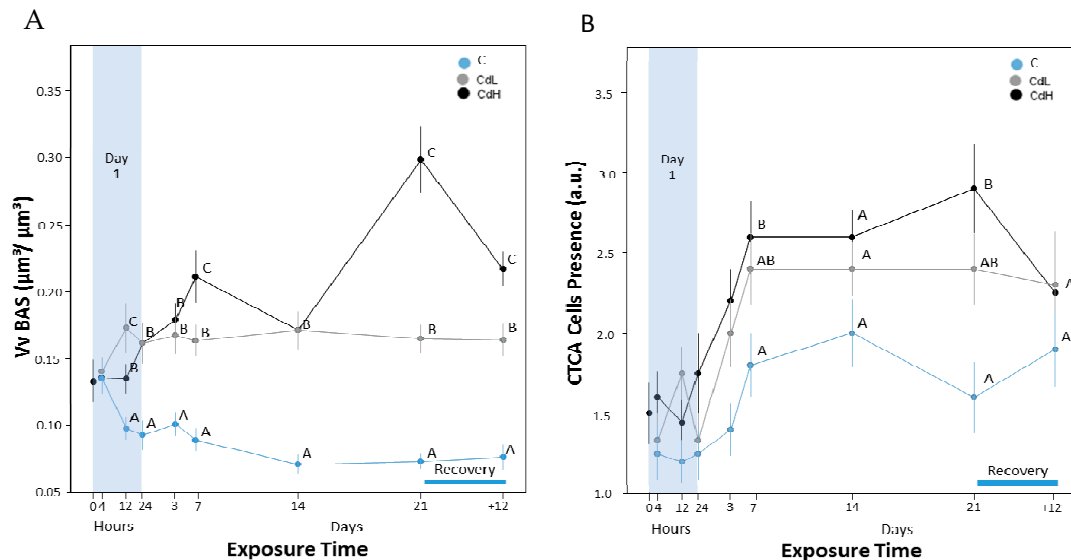 A
0.35
0.30
0.25
0.20
0.15
0.10
0.05
Vv BAS (µm³/ µm³)
Day
1
C
CdL
CdH
C
C
C
C
B
B
B
B
B
B
B
B
A
A
A
A
A
A
A
Recovery
0 4 12 24 3 7 14 21 +12
Hours Days
Exposure Time
B
3.5
3.0
2.5
2.0
1.5
1.0
CTCA Cells Presence (a.u.)
Day
1
C
CdL
CdH
B
A
B
AB
A
AB
A
A
A
A
A
Recovery
0 4 12 24 3 7 14 21 +12
Hours Days
Exposure Time